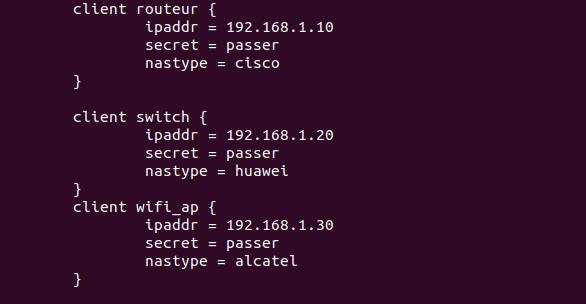 client routeur {
ipaddr = 192.168.1.10
secret = passer
nastype = cisco
}
client switch {
ipaddr = 192.168.1.20
secret = passer
nastype = huawei
}
client wifi_ap {
ipaddr = 192.168.1.30
secret = passer
nastype = alcatel
}